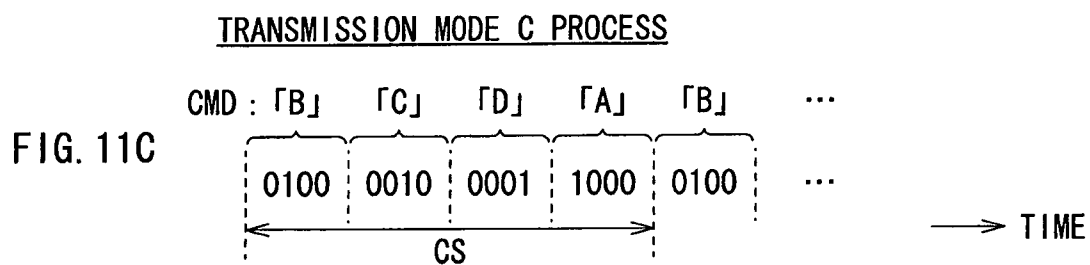 TRANSMISSION MODE C PROCESS
CMD : 「B」 「C」 「D」 「A」 「B」 ...
FIG. 11C
0100 0010 0001 1000 0100 ...
CS
TIME